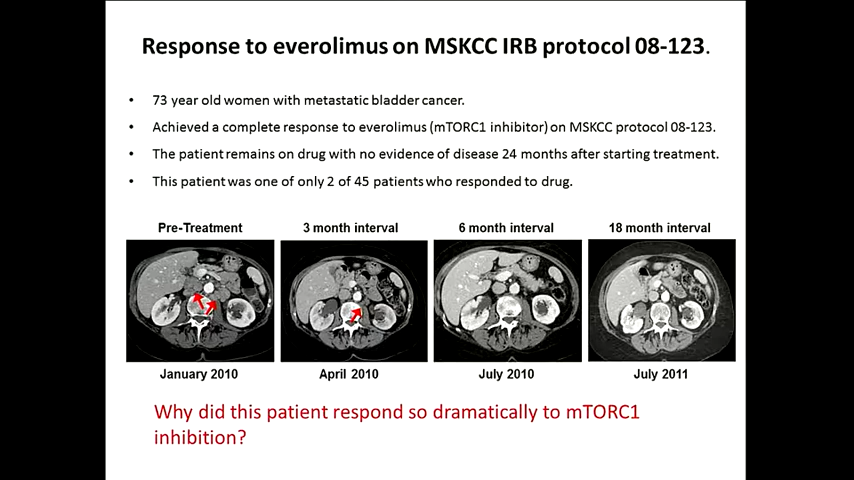 Response to everolimus on MSKCC IRB protocol 08-123.
• 73 year old women with metastatic bladder cancer.
• Achieved a complete response to everolimus (mTORC1 inhibitor) on MSKCC protocol 08-123.
• The patient remains on drug with no evidence of disease 24 months after starting treatment.
• This patient was one of only 2 of 45 patients who responded to drug.
Pre-Treatment 3 month interval 6 month interval 18 month interval
January 2010 April 2010 July 2010 July 2011
Why did this patient respond so dramatically to mTORC1
inhibition?